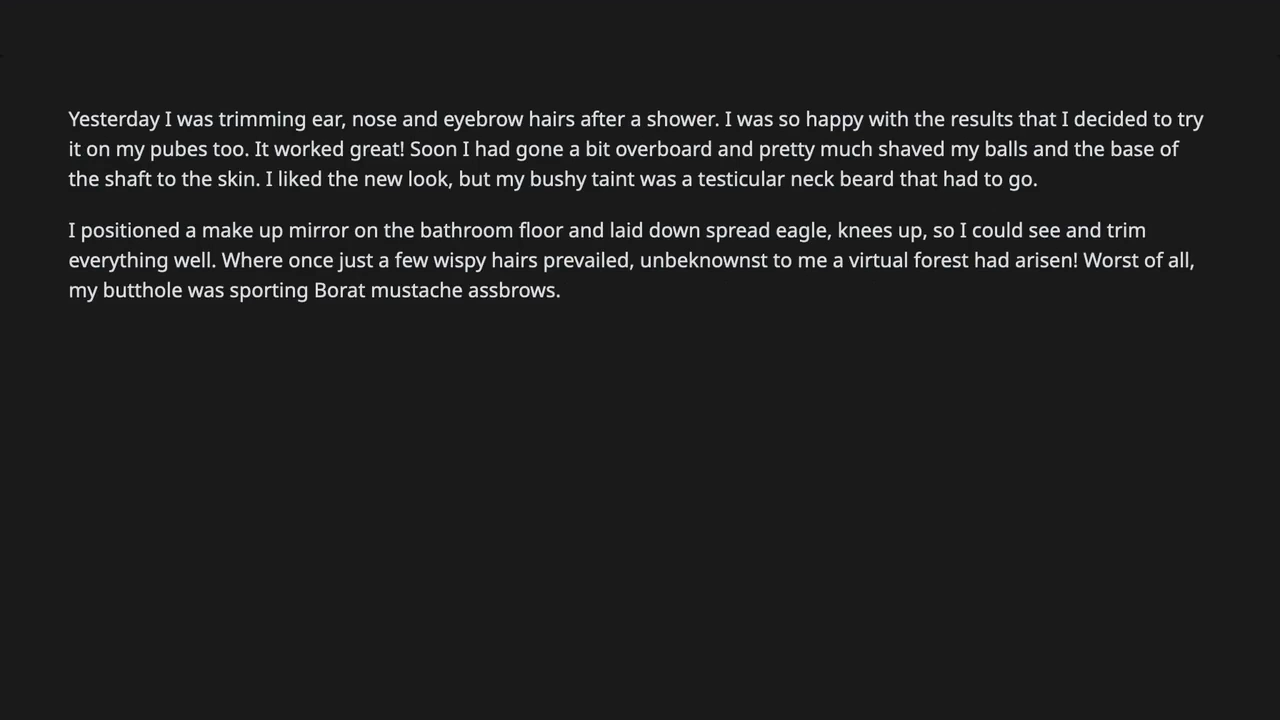 Yesterday I was trimming ear, nose and eyebrow hairs after a shower. I was so happy with the results that I decided to try
it on my pubes too. It worked great! Soon I had gone a bit overboard and pretty much shaved my balls and the base of
the shaft to the skin. I liked the new look, but my bushy taint was a testicular neck beard that had to go.
I positioned a make up mirror on the bathroom floor and laid down spread eagle, knees up, so I could see and trim
everything well. Where once just a few wispy hairs prevailed, unbeknownst to me a virtual forest had arisen! Worst of all,
my butthole was sporting Borat mustache assbrows.